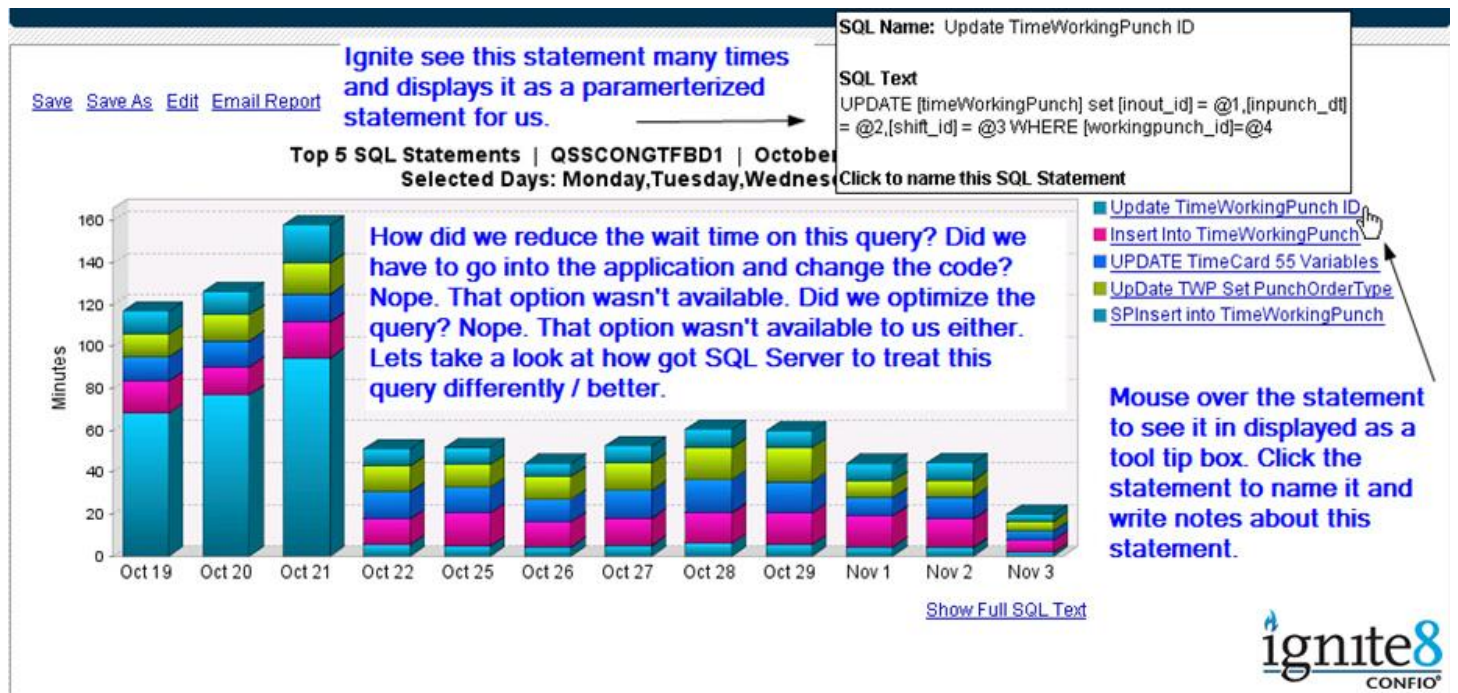 SQL Name: Update TimeWorkingPunch ID
SQL Text
UPDATE [timeWorkingPunch] set [inout_id] = @1,[inpunch_dt]
= @2,[shift_id] = @3 WHERE [workingpunch_id]=@4
Click to name this SQL Statement
Ignite see this statement many times
and displays it as a paramerterized
statement for us.
Save Save As Edit Email Report
Top 5 SQL Statements | QSSCONGTFBD1 | October
Selected Days: Monday,Tuesday,Wednes
Update TimeWorkingPunch ID
Insert Into TimeWorkingPunch
UPDATE TimeCard 55 Variables
UpDate TWP Set PunchOrderType
SPInsert into TimeWorkingPunch
How did we reduce the wait time on this query? Did we
have to go into the application and change the code?
Nope. That option wasn't available. Did we optimize the
query? Nope. That option wasn't available to us either.
Lets take a look at how got SQL Server to treat this
query differently / better.
Mouse over the statement
to see it in displayed as a
tool tip box. Click the
statement to name it and
write notes about this
statement.
Minutes
160
140
120
100
80
60
40
20
0
Oct 19 Oct 20 Oct 21 Oct 22 Oct 25 Oct 26 Oct 27 Oct 28 Oct 29 Nov 1 Nov 2 Nov 3
Show Full SQL Text
ignite8
CONFIO®